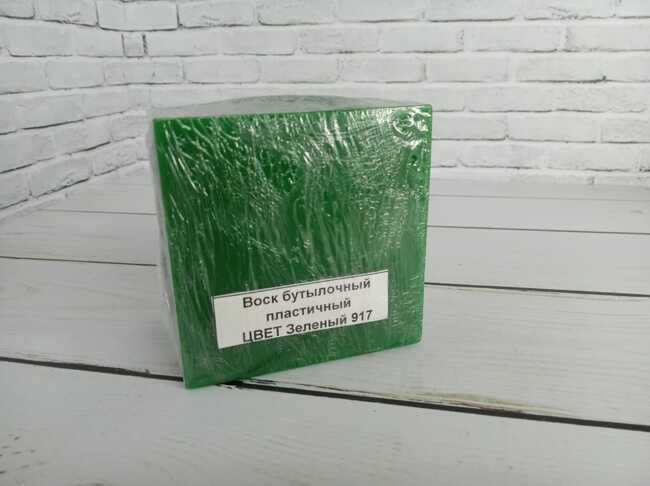 Воск бутылочный
пластичный
ЦВЕТ Зеленый 917